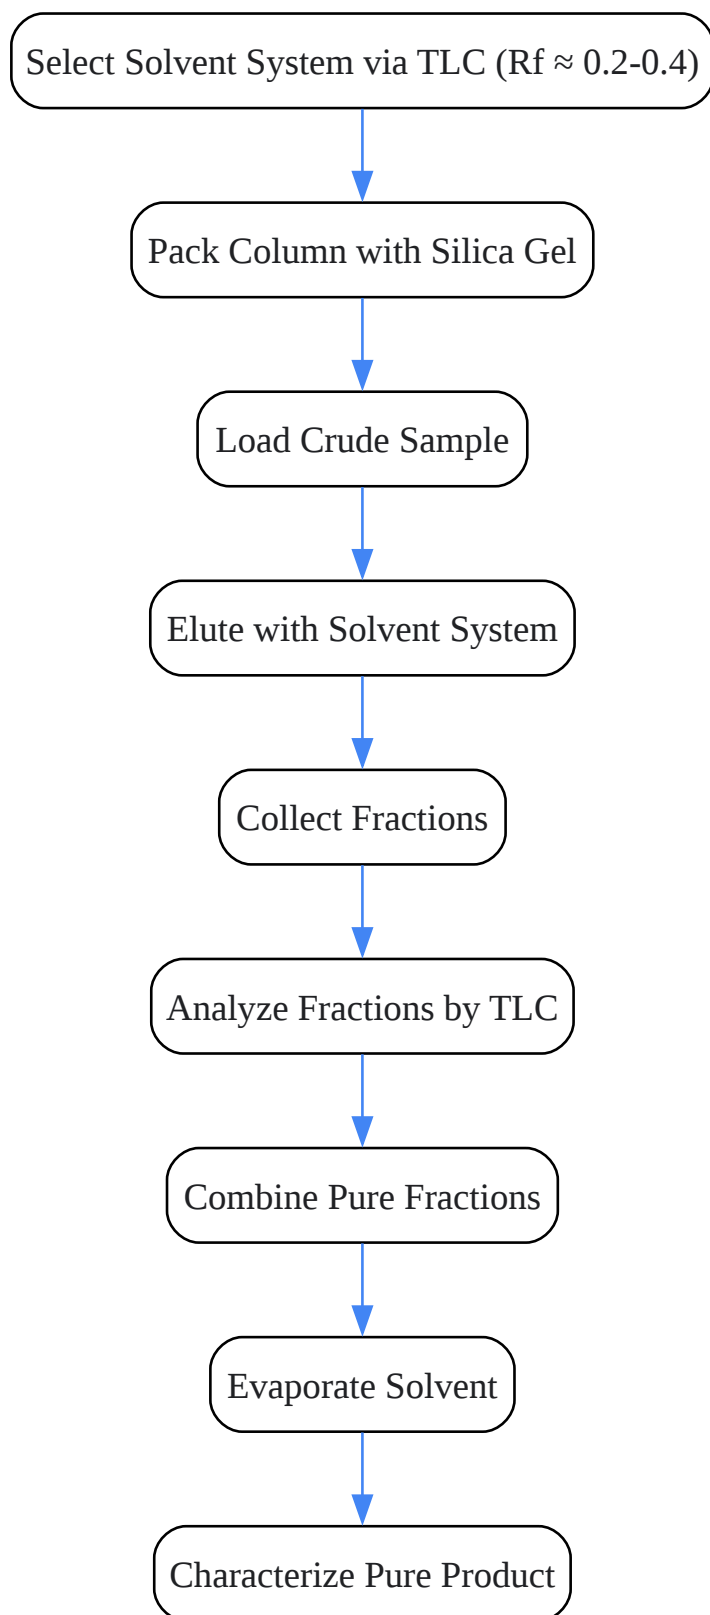 Select Solvent System via TLC (Rf ≈ 0.2-0.4)
Pack Column with Silica Gel
Load Crude Sample
Elute with Solvent System
Collect Fractions
Analyze Fractions by TLC
Combine Pure Fractions
Evaporate Solvent
Characterize Pure Product